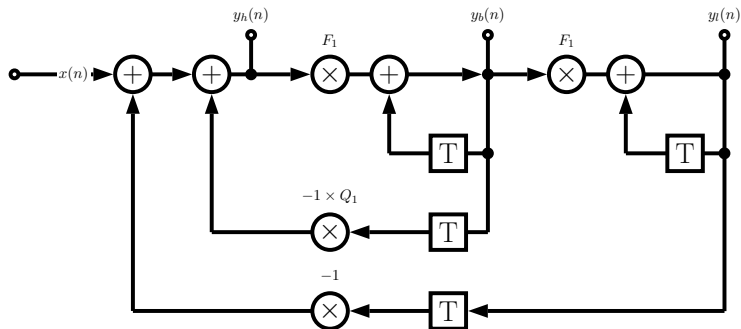 y_h(n) y_b(n) y_l(n)
F_1 F_1
x(n) + + × + × +
T T
−1 × Q_1
× T
−1
× T